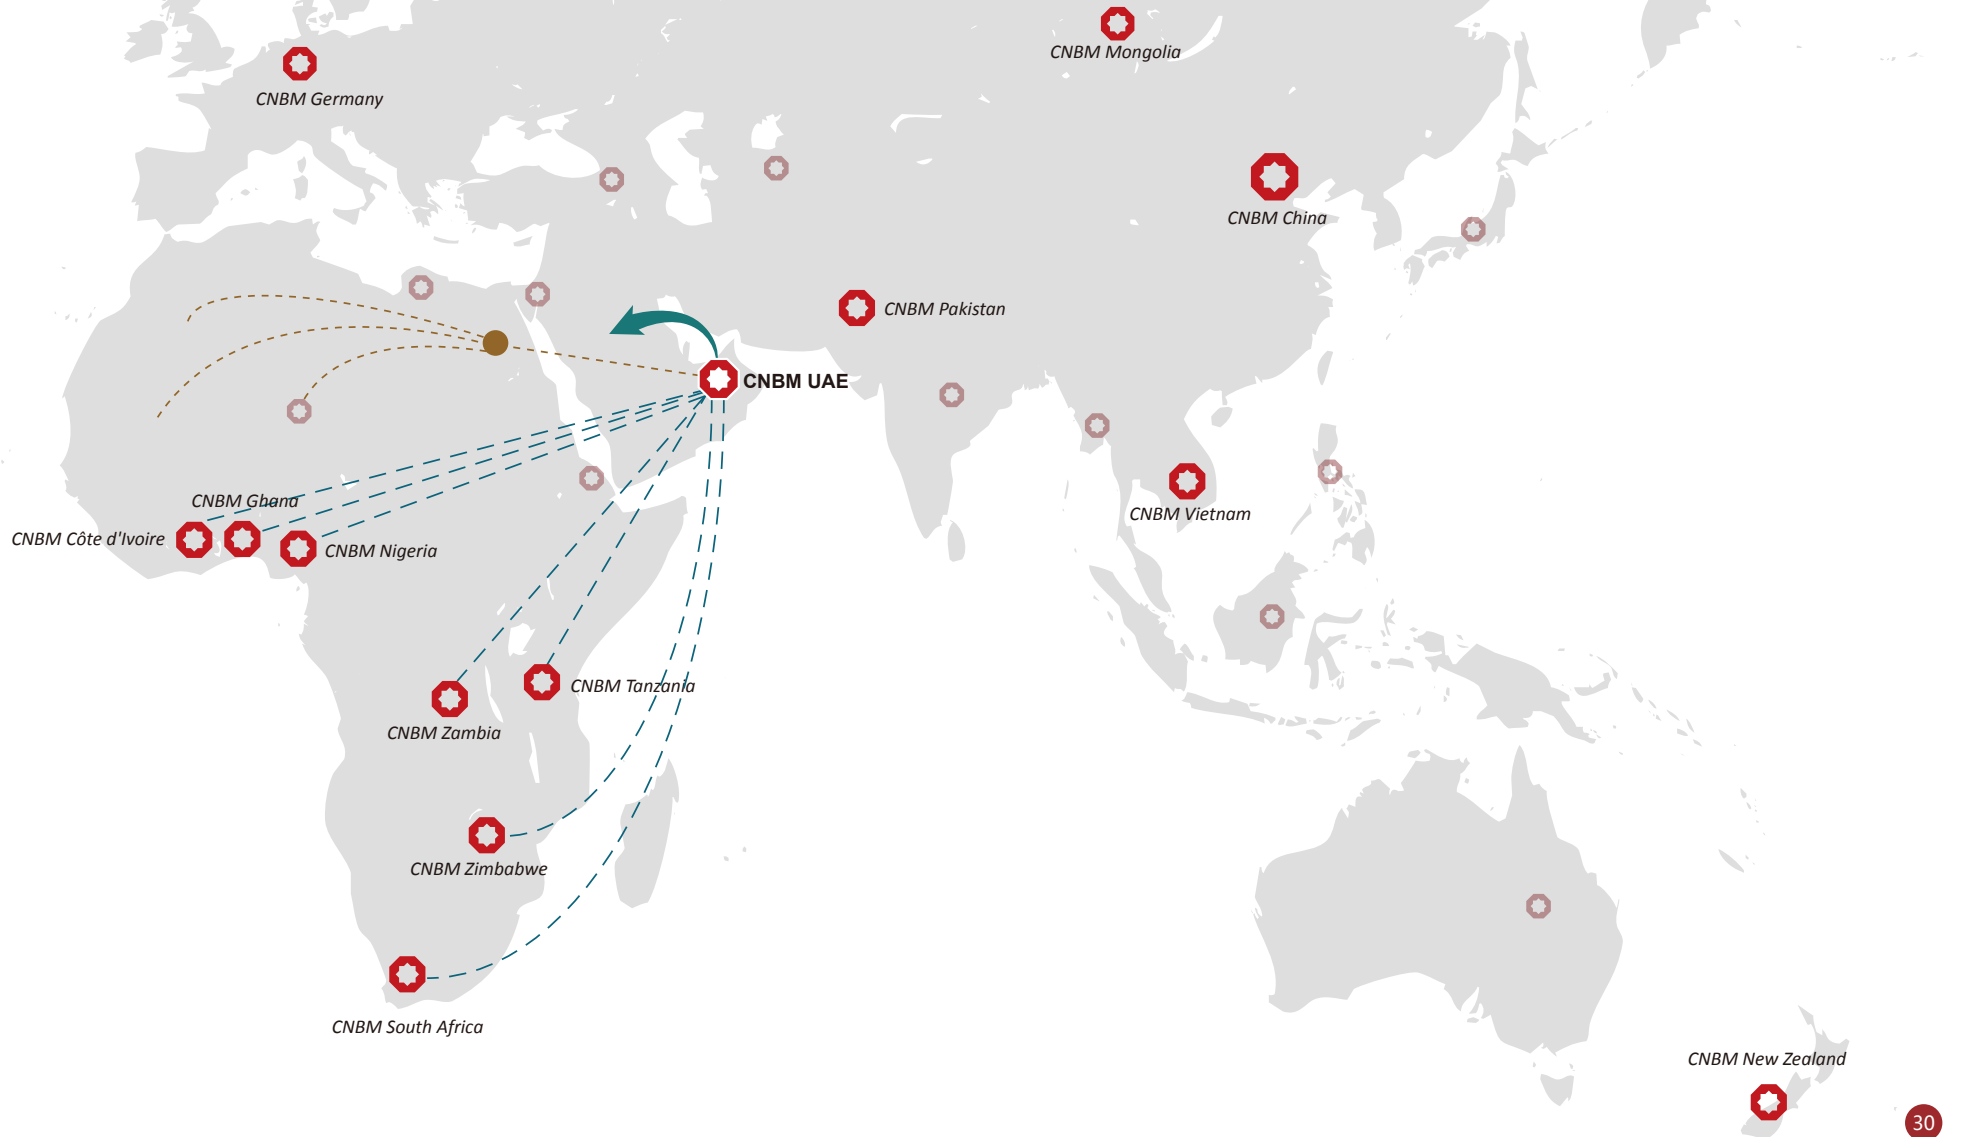 CNBM Mongolia
CNBM Germany
CNBM China
CNBM Pakistan
CNBM UAE
CNBM Ghana
CNBM Vietnam
CNBM Côte d'Ivoire
CNBM Nigeria
CNBM Tanzania
CNBM Zambia
CNBM Zimbabwe
CNBM South Africa
CNBM New Zealand
30